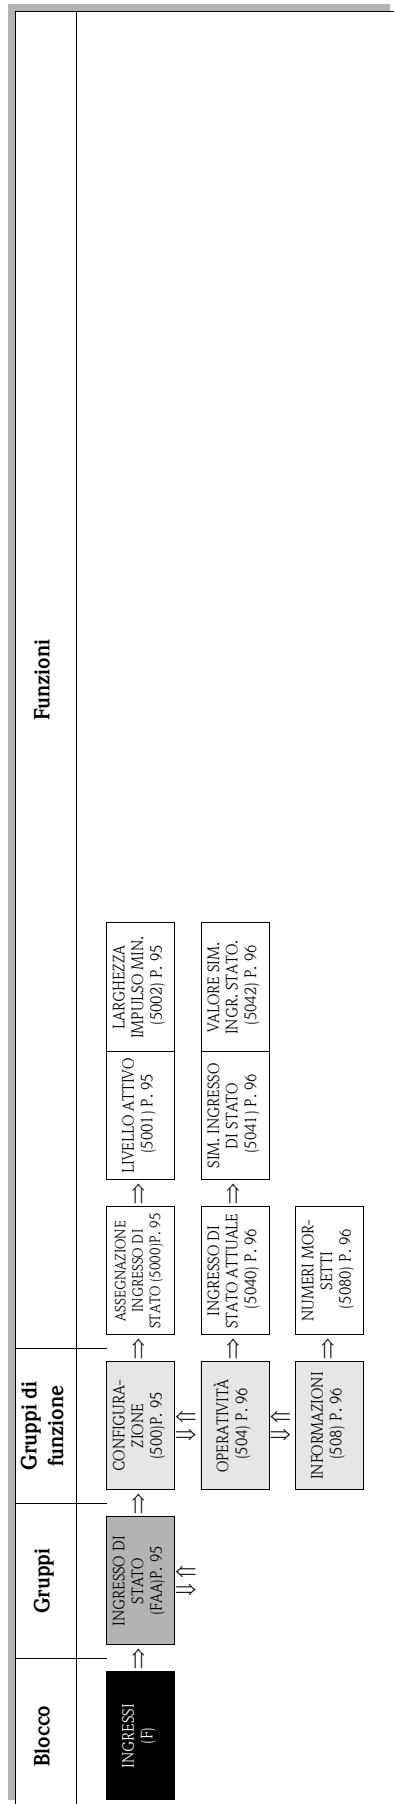 Blocco
Gruppi
Gruppi di
funzione
Funzioni
INGRESSI
(F)
⇒
INGRESSO DI
STATO
(FAA)P. 95
⇓⇑
⇒
CONFIGURA-
ZIONE
(500)P. 95
⇓⇑
⇒
ASSEGNAZIONE
INGRESSO DI
STATO (5000)P. 95
⇒
LIVELLO ATTIVO
(5001) P. 95
LARGHEZZA
IMPULSO MIN.
(5002) P. 95
OPERATIVITÀ
(504) P. 96
⇓⇑
⇒
INGRESSO DI
STATO ATTUALE
(5040) P. 96
⇒
SIM. INGRESSO
DI STATO
(5041) P. 96
VALORE SIM.
INGR. STATO.
(5042) P. 96
INFORMAZIONI
(508) P. 96
⇒
NUMERI MOR-
SETTI
(5080) P. 96